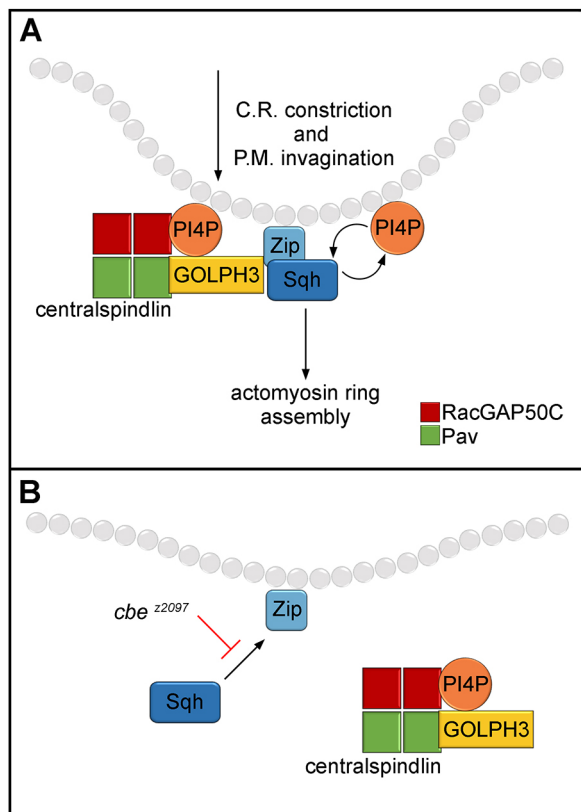 A
C.R. constriction
and
P.M. invagination
PI4P
PI4P
Zip
GOLPH3
Sqh
centralspindlin
actomyosin ring
assembly
RacGAP50C
Pav
B
cbe z2097
Zip
Sqh
PI4P
GOLPH3
centralspindlin